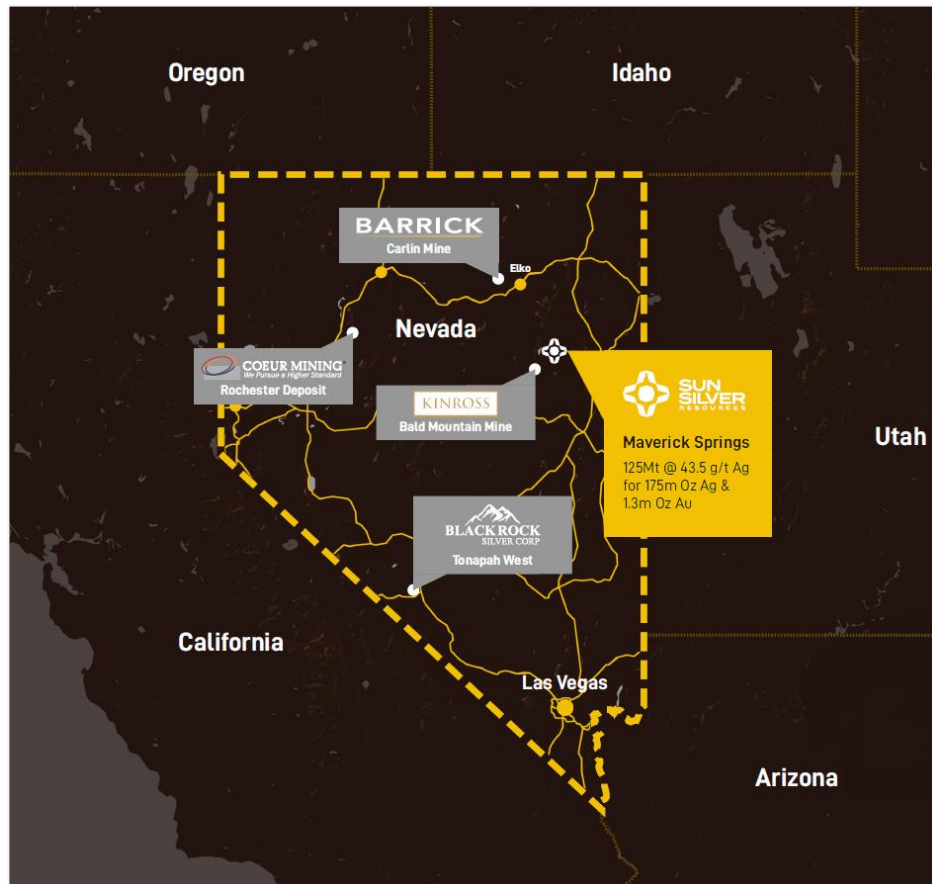 Oregon
Idaho
BARRICK
Carlin Mine
Elko
Nevada
COEUR MINING
We Pursue a Higher Standard
Rochester Deposit
KINROSS
Bald Mountain Mine
SUN
SILVER
RESOURCES
Maverick Springs
125Mt @ 43.5 g/t Ag
for 175m Oz Ag &
1.3m Oz Au
Utah
BLACKROCK
SILVER CORP
Tonapah West
California
Las Vegas
Arizona